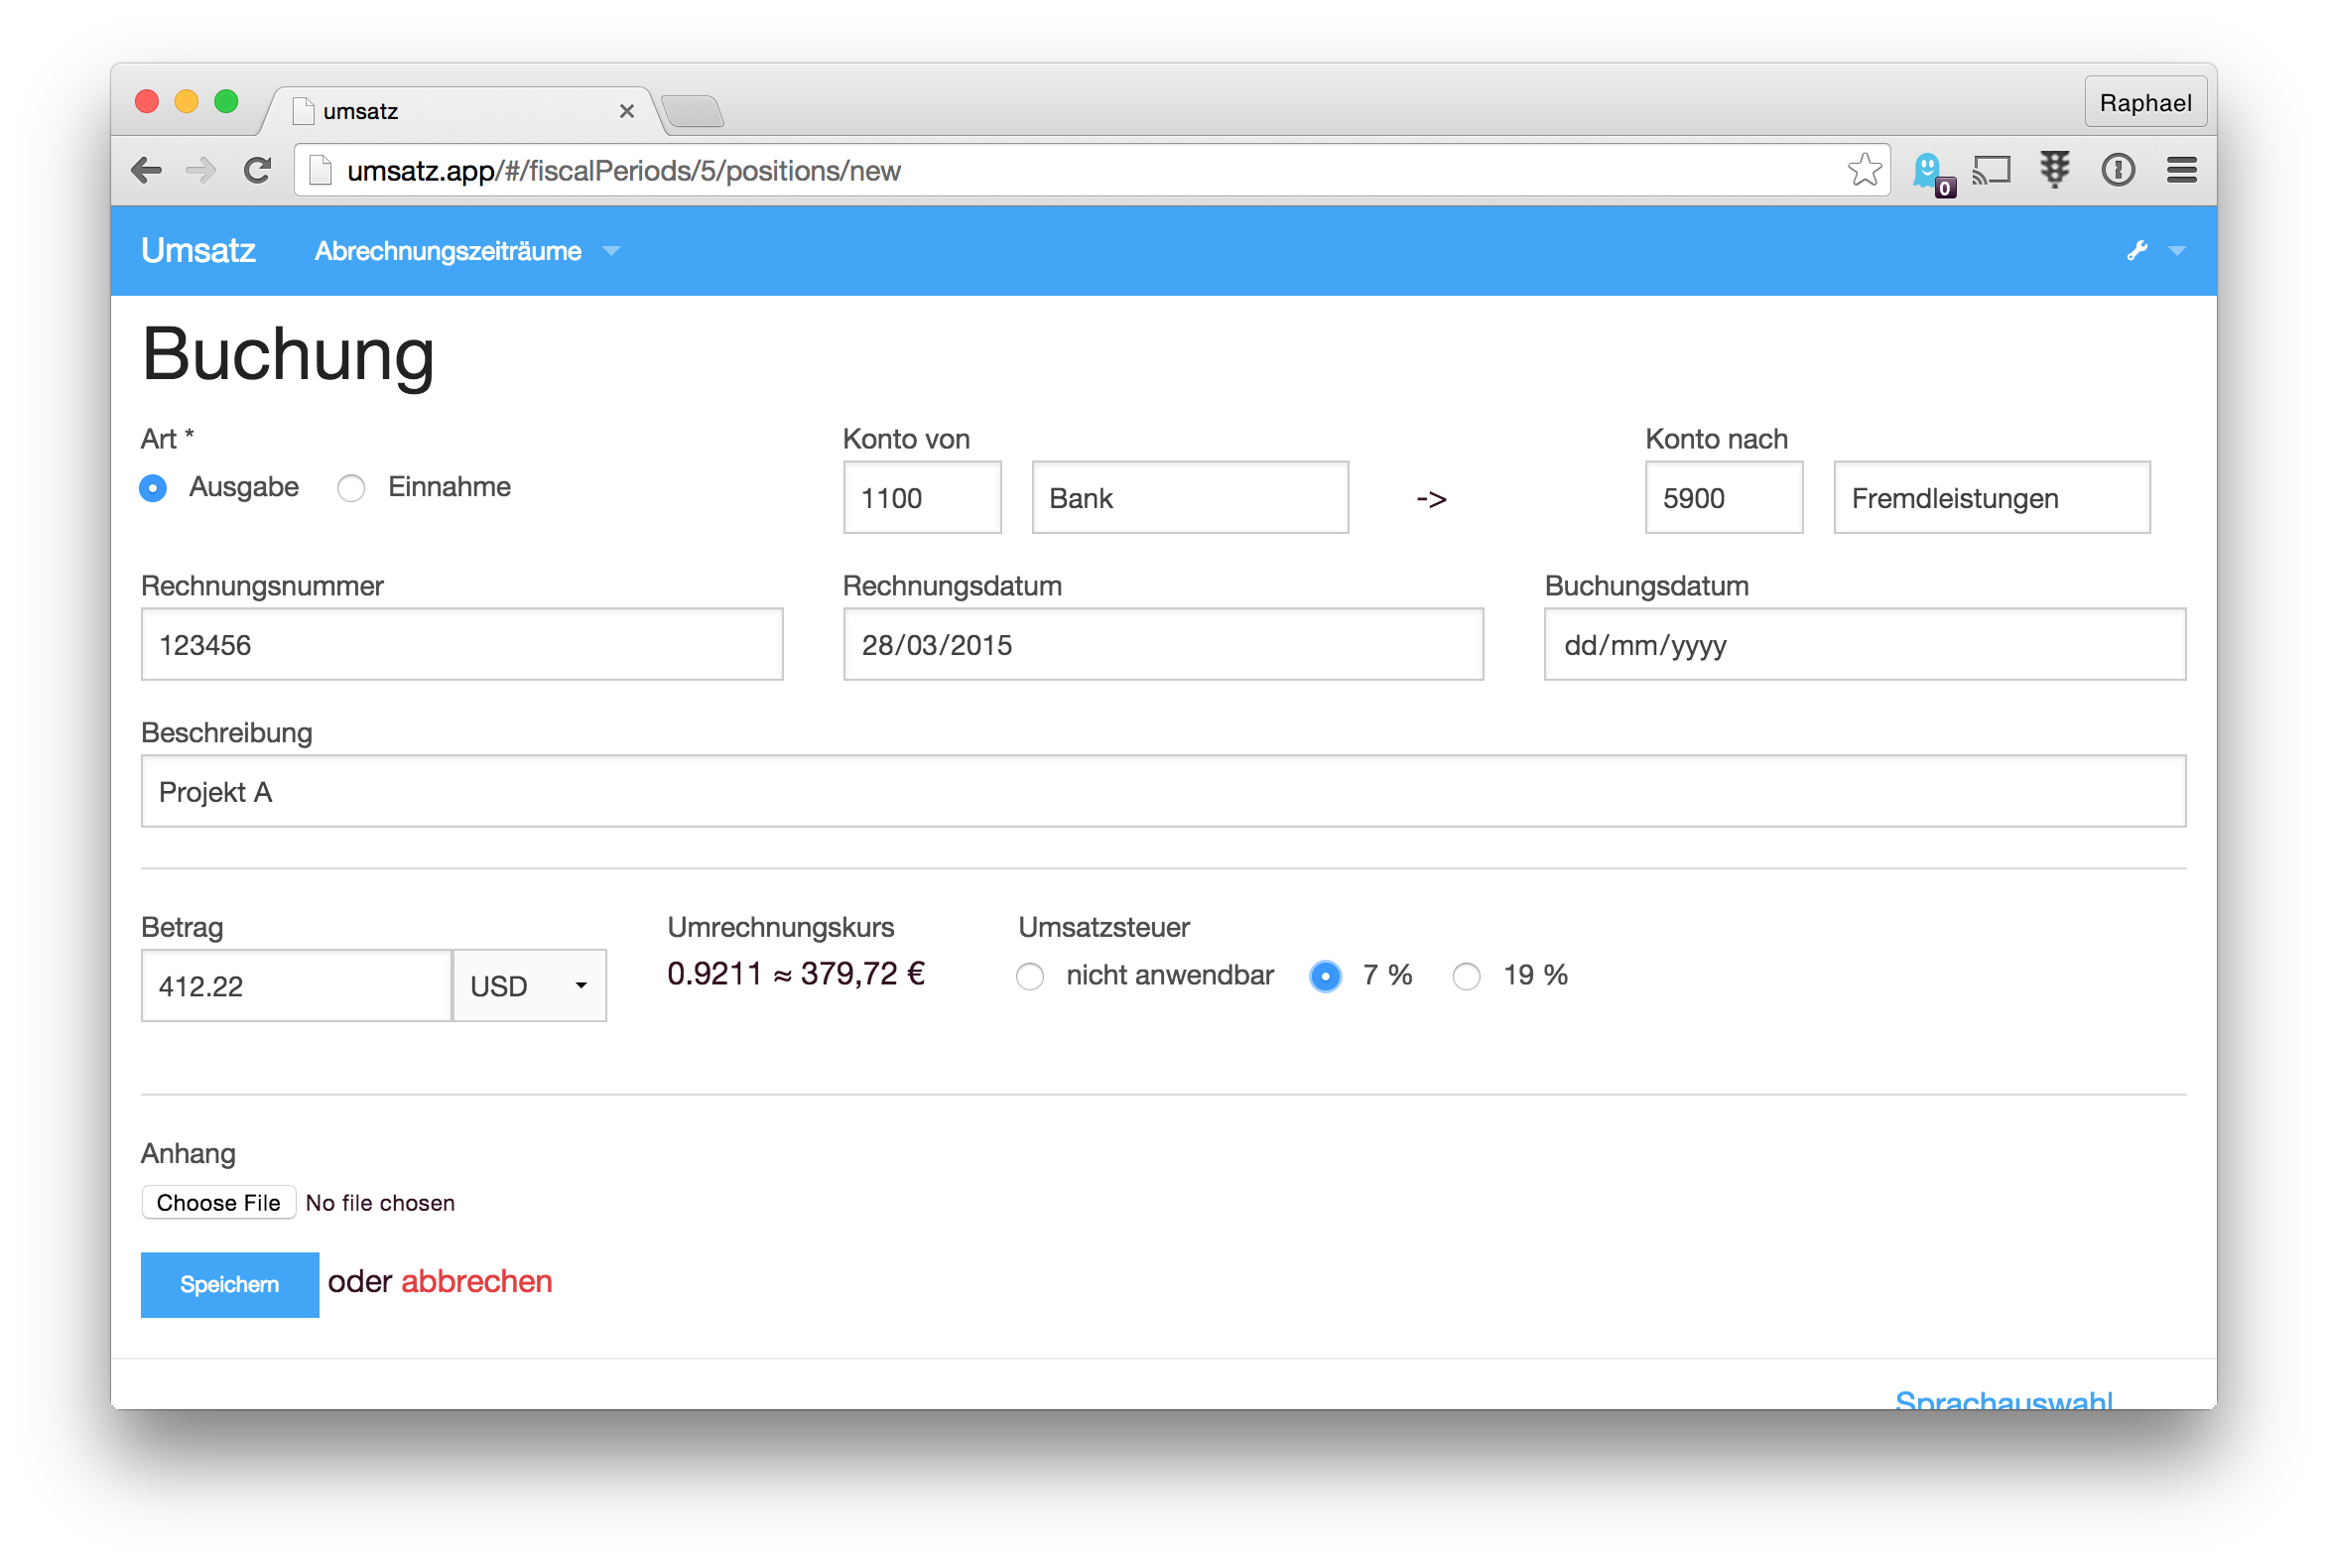 umsatz
Raphael
umsatz.app/#/fiscalPeriods/5/positions/new
0
Umsatz Abrechnungszeiträume
Buchung
Art * Konto von Konto nach
Ausgabe Einnahme 1100 Bank -> 5900 Fremdleistungen
Rechnungsnummer Rechnungsdatum Buchungsdatum
123456 28/03/2015 dd/mm/yyyy
Beschreibung
Projekt A
Betrag Umrechnungskurs Umsatzsteuer
412.22 USD 0.9211 ≈ 379,72 € nicht anwendbar 7 % 19 %
Anhang
Choose File No file chosen
Speichern oder abbrechen
Sprachauswahl